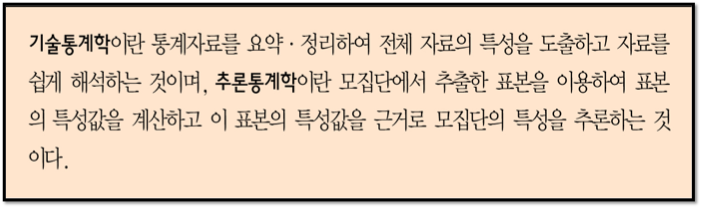 기술통계학이란 통계자료를 요약 · 정리하여 전체 자료의 특성을 도출하고 자료를
쉽게 해석하는 것이며, 추론통계학이란 모집단에서 추출한 표본을 이용하여 표본
의 특성값을 계산하고 이 표본의 특성값을 근거로 모집단의 특성을 추론하는 것
이다.